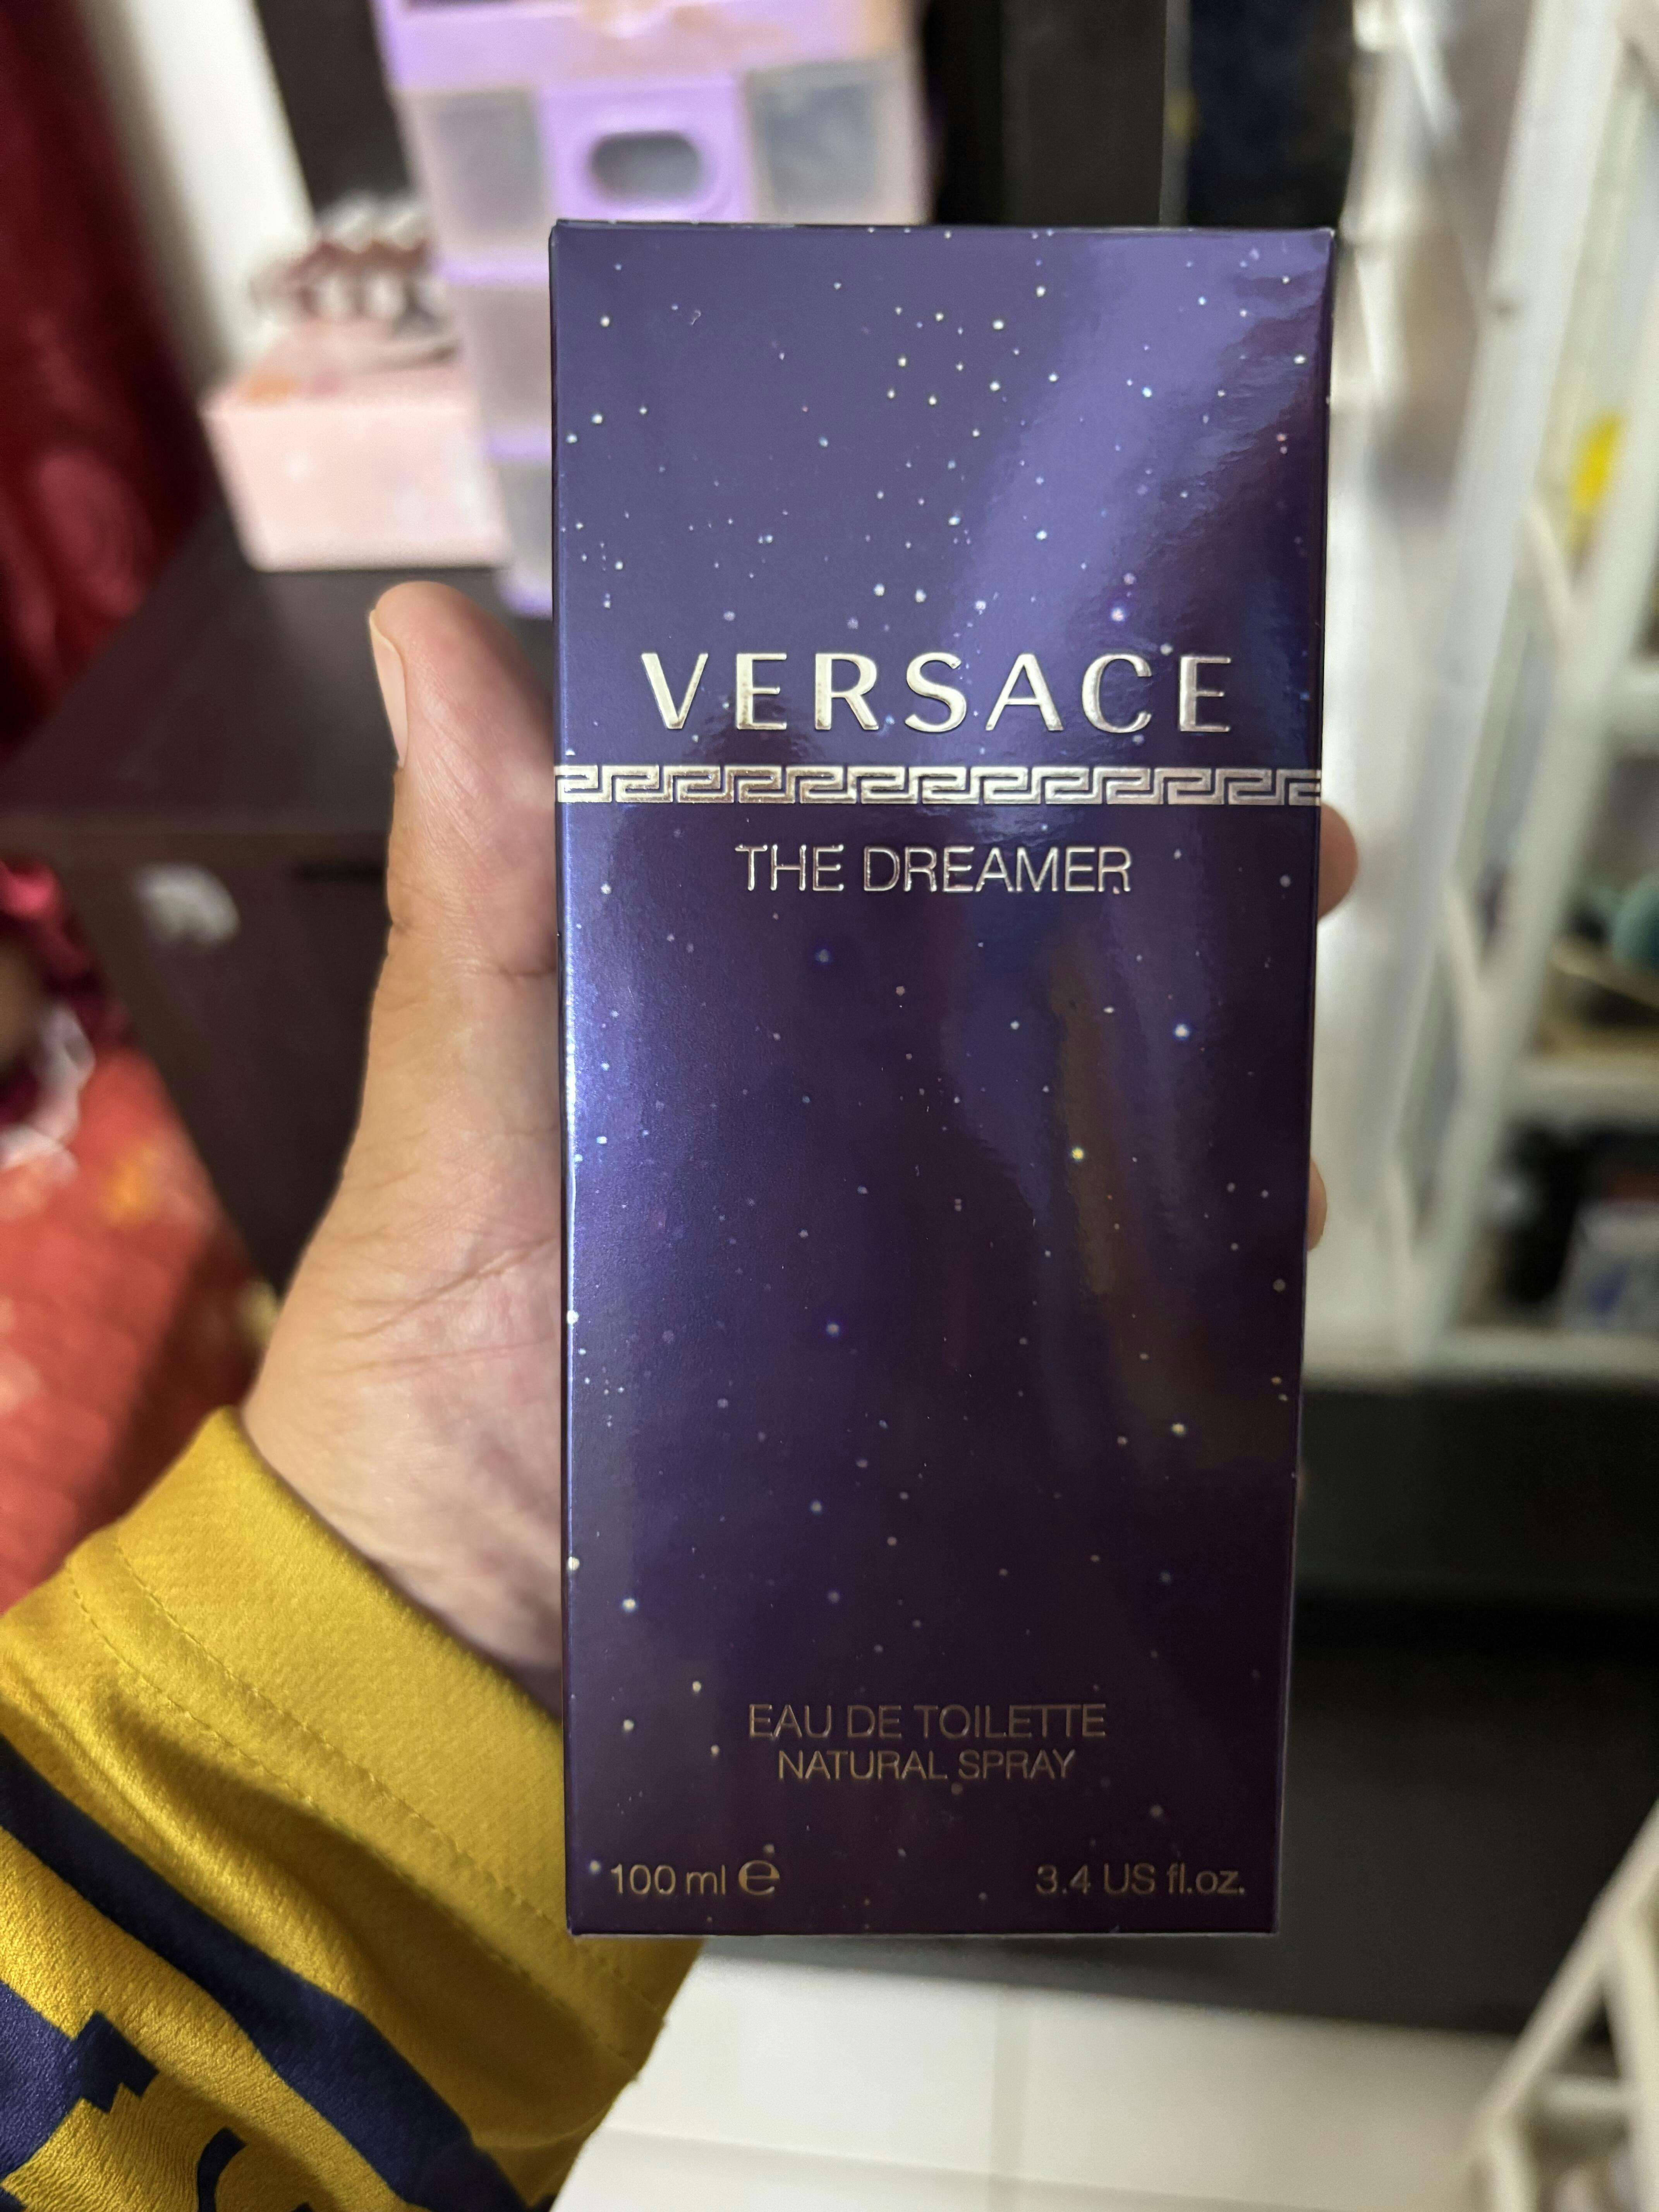 VERSACE
THE DREAMER
EAU DE TOILETTE
NATURAL SPRAY
100 ml ℮
3.4 US fl.oz.